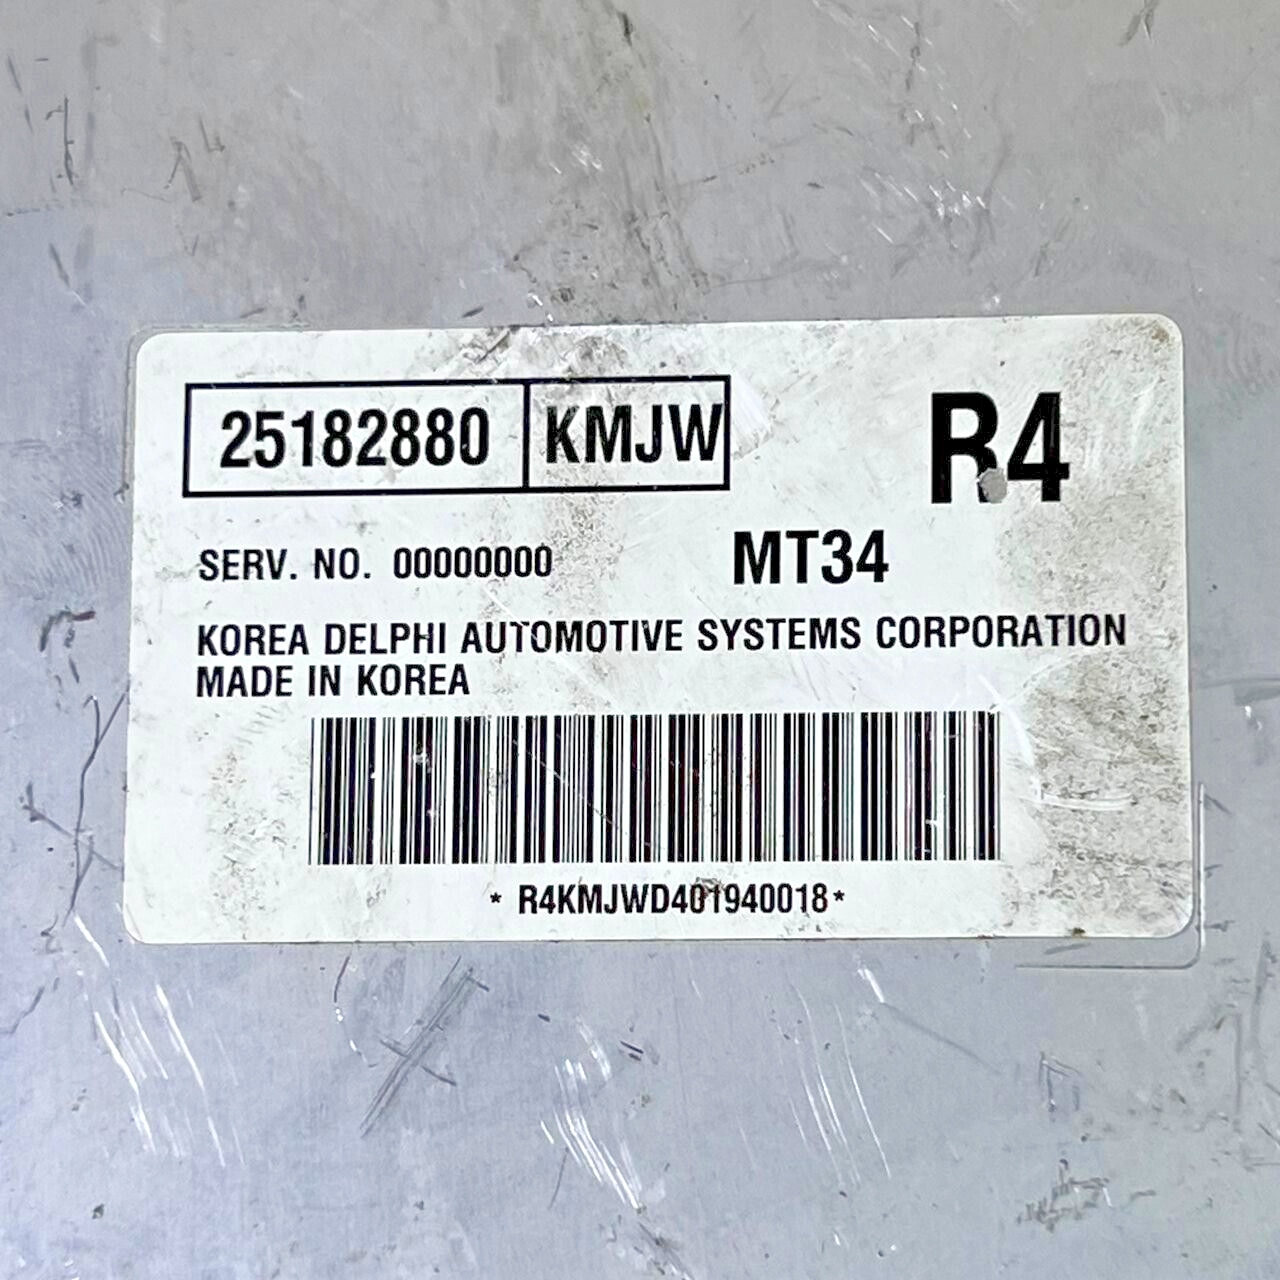 25182880 KMJW R4
SERV. NO. 00000000 MT34
KOREA DELPHI AUTOMOTIVE SYSTEMS CORPORATION
MADE IN KOREA
* R4KMJWD401940018*